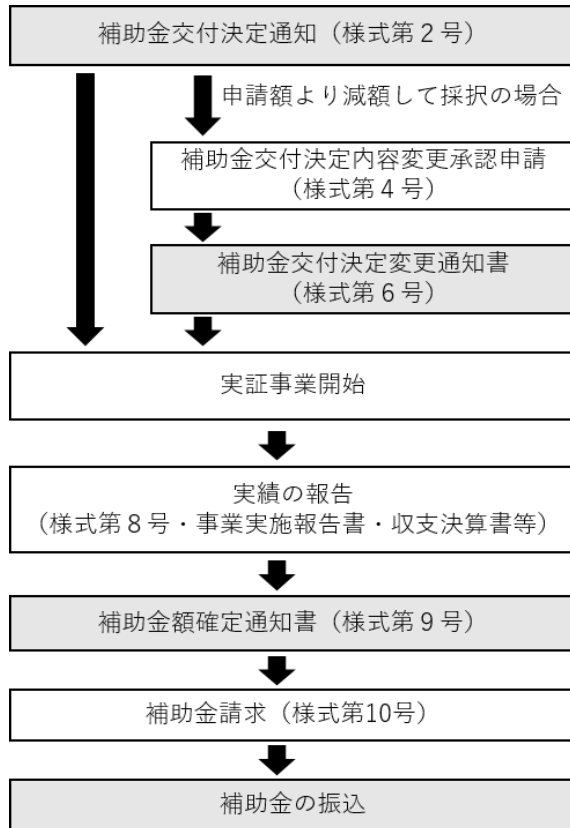 補助金交付決定通知（様式第２号）
申請額より減額して採択の場合
補助金交付決定内容変更承認申請
（様式第４号）
補助金交付決定変更通知書
（様式第６号）
実証事業開始
実績の報告
（様式第８号・事業実施報告書・収支決算書等）
補助金額確定通知書（様式第９号）
補助金請求（様式第10号）
補助金の振込